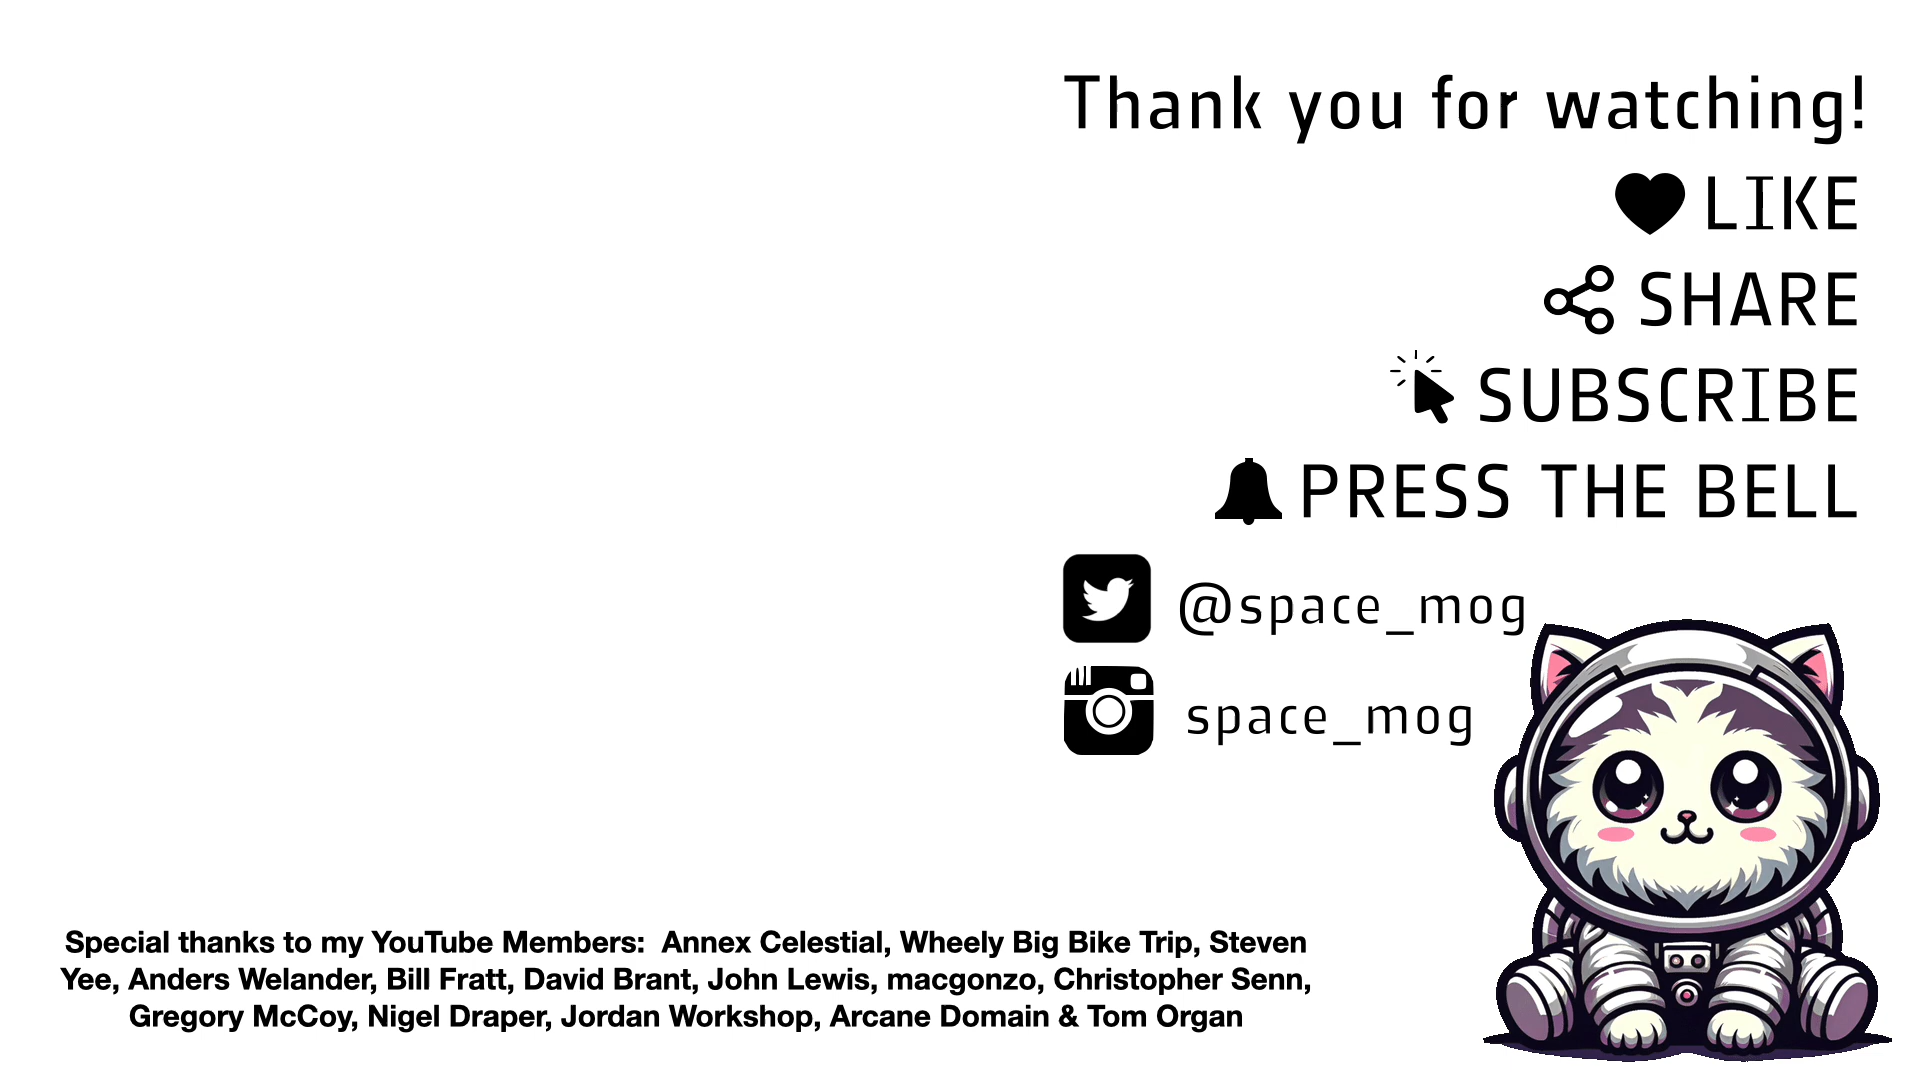 Thank you for watching!
LIKE
SHARE
SUBSCRIBE
PRESS THE BELL
@space_mog
space_mog
Special thanks to my YouTube Members:  Annex Celestial, Wheely Big Bike Trip, Steven
Yee, Anders Welander, Bill Fratt, David Brant, John Lewis, macgonzo, Christopher Senn,
Gregory McCoy, Nigel Draper, Jordan Workshop, Arcane Domain & Tom Organ